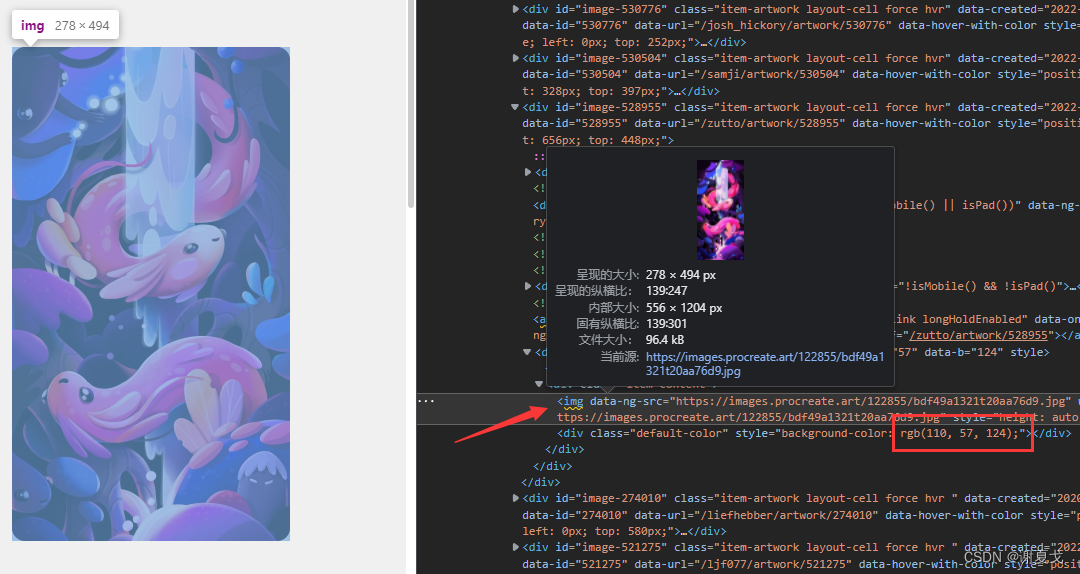 img 278 × 494
<div id="image-530776" class="item-artwork layout-cell force hvr" data-created="2022-
data-id="530776" data-url="/josh_hickory/artwork/530776" data-hover-with-color style=
e; left: 0px; top: 252px;">…</div>
<div id="image-530504" class="item-artwork layout-cell force hvr" data-created="2022-
data-id="530504" data-url="/samji/artwork/530504" data-hover-with-color style="posit
t: 328px; top: 397px;">…</div>
<div id="image-528955" class="item-artwork layout-cell force hvr" data-created="2022-
data-id="528955" data-url="/zutto/artwork/528955" data-hover-with-color style="positi
t: 656px; top: 448px;">
::
<d
<!
<d bile() || isPad())" data-ng-
ry
<!
<!
<!
<d ="!isMobile() && !isPad()">…<
<!
<a ink longHoldEnabled" data-on
ng f="/zutto/artwork/528955"></a
<d "57" data-b="124" style>
呈现的大小: 278 × 494 px
呈现的纵横比: 139∶247
内部大小: 556 × 1204 px
固有纵横比: 139∶301
文件大小: 96.4 kB
当前源: https://images.procreate.art/122855/bdf49a1
321t20aa76d9.jpg
<img data-ng-src="https://images.procreate.art/122855/bdf49a1321t20aa76d9.jpg"
ttps://images.procreate.art/122855/bdf49a1321t20aa76d9.jpg" style="height: auto
<div class="default-color" style="background-color: rgb(110, 57, 124);"></div>
</div>
</div>
</div>
<div id="image-274010" class="item-artwork layout-cell force hvr " data-created="2020
data-id="274010" data-url="/liefhebber/artwork/274010" data-hover-with-color style="p
left: 0px; top: 580px;">…</div>
<div id="image-521275" class="item-artwork layout-cell force hvr " data-created="2022
data-id="521275" data-url="/ljf077/artwork/521275" data-hover-with-color style="posit
CSDN @谢夏戈